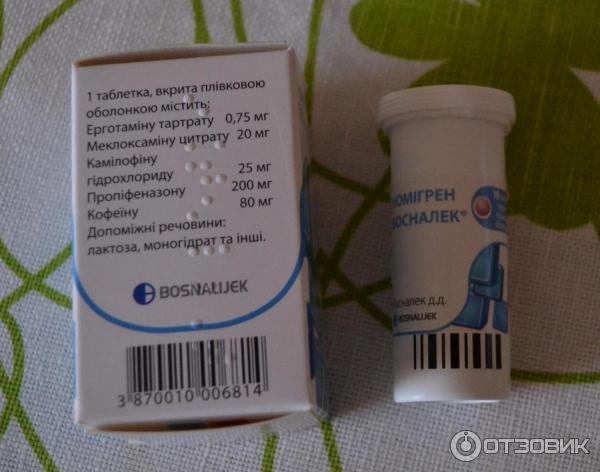 1 таблетка, вкрита плівковою
оболонкою містить:
Ерготаміну тартрату 0,75 мг
Меклоксаміну цитрату 20 мг
Камілофіну
гідрохлориду 25 мг
Пропіфеназону 200 мг
Кофеїну 80 мг
Допоміжні речовини:
лактоза, моногідрат та інші.
BOSNALIJEK
3 870010 006814
НОМІГРЕН
БОСНАЛЕК®
Босналек д.д.
BOSNALIJEK
ОТЗОВИК